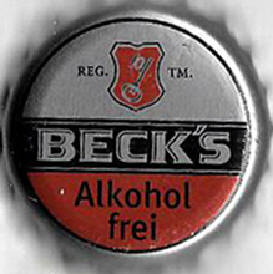 REG. TM.
BECK'S
Alkohol
frei